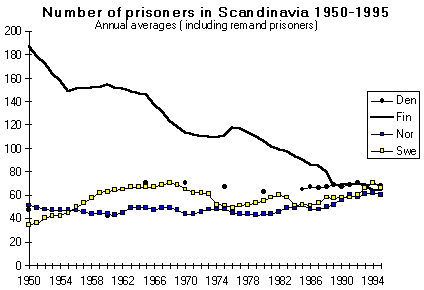 Number of prisoners in Scandinavia 1950-1995
Annual averages (including remand prisoners)
200
180
160
140
120
100
80
60
40
20
0
Den
Fin
Nor
Swe
1950 1954 1958 1962 1966 1970 1974 1978 1982 1986 1990 1994